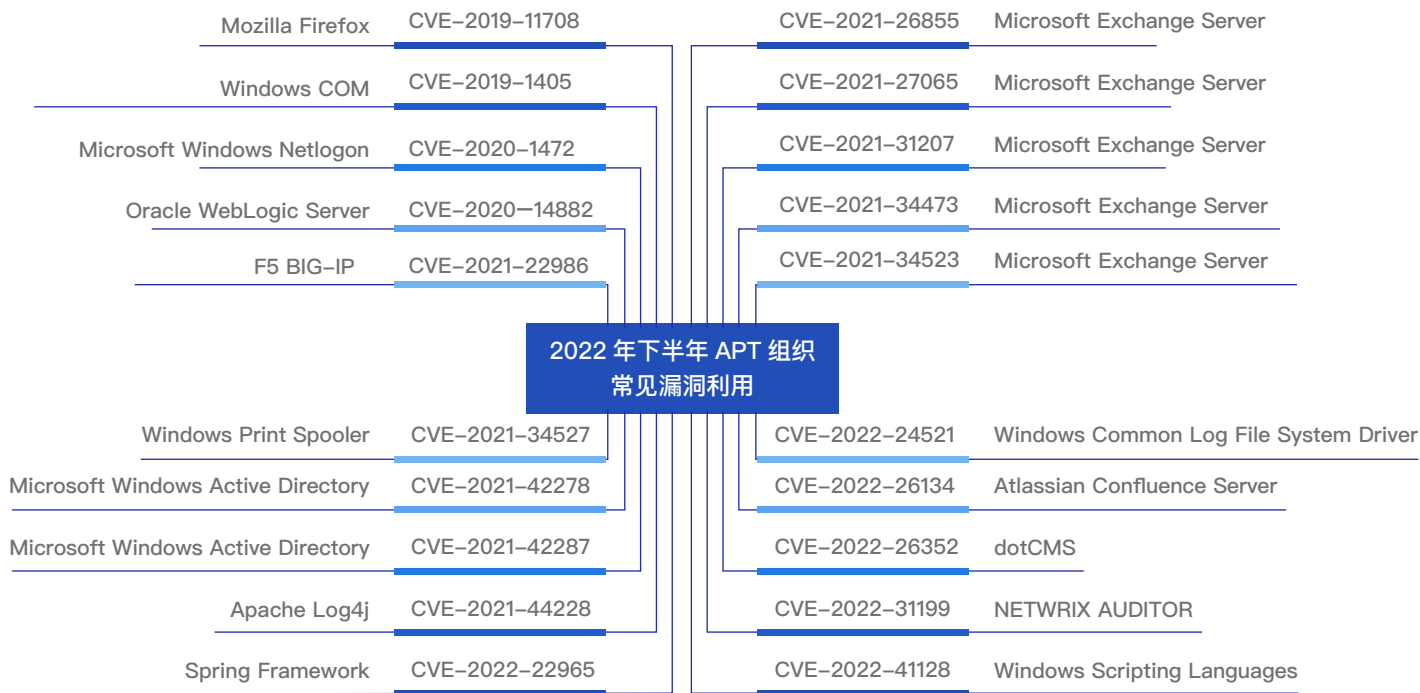 Mozilla Firefox CVE-2019-11708
Windows COM CVE-2019-1405
Microsoft Windows Netlogon CVE-2020-1472
Oracle WebLogic Server CVE-2020—14882
F5 BIG-IP CVE-2021-22986
CVE-2021-26855 Microsoft Exchange Server
CVE-2021-27065 Microsoft Exchange Server
CVE-2021-31207 Microsoft Exchange Server
CVE-2021-34473 Microsoft Exchange Server
CVE-2021-34523 Microsoft Exchange Server
2022 年下半年 APT 组织
常见漏洞利用
Windows Print Spooler CVE-2021-34527
Microsoft Windows Active Directory CVE-2021-42278
Microsoft Windows Active Directory CVE-2021-42287
Apache Log4j CVE-2021-44228
Spring Framework CVE-2022-22965
CVE-2022-24521 Windows Common Log File System Driver
CVE-2022-26134 Atlassian Confluence Server
CVE-2022-26352 dotCMS
CVE-2022-31199 NETWRIX AUDITOR
CVE-2022-41128 Windows Scripting Languages